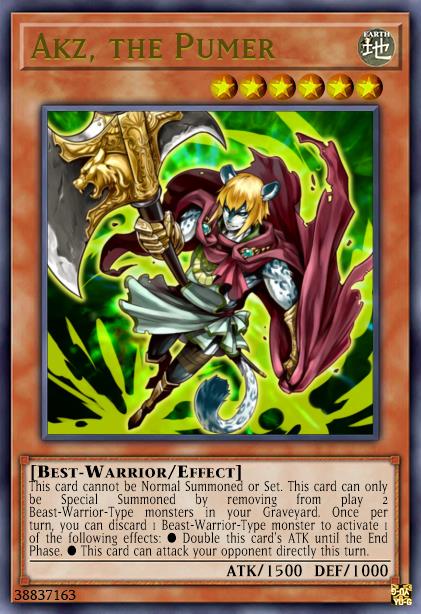 AKZ, THE PUMER
EARTH
地
[BEST-WARRIOR/EFFECT]
This card cannot be Normal Summoned or Set. This card can only
be Special Summoned by removing from play 2
Beast-Warrior-Type monsters in your Graveyard. Once per
turn, you can discard 1 Beast-Warrior-Type monster to activate 1
of the following effects: ● Double this card's ATK until the End
Phase. ● This card can attack your opponent directly this turn.
ATK/1500 DEF/1000
38837163